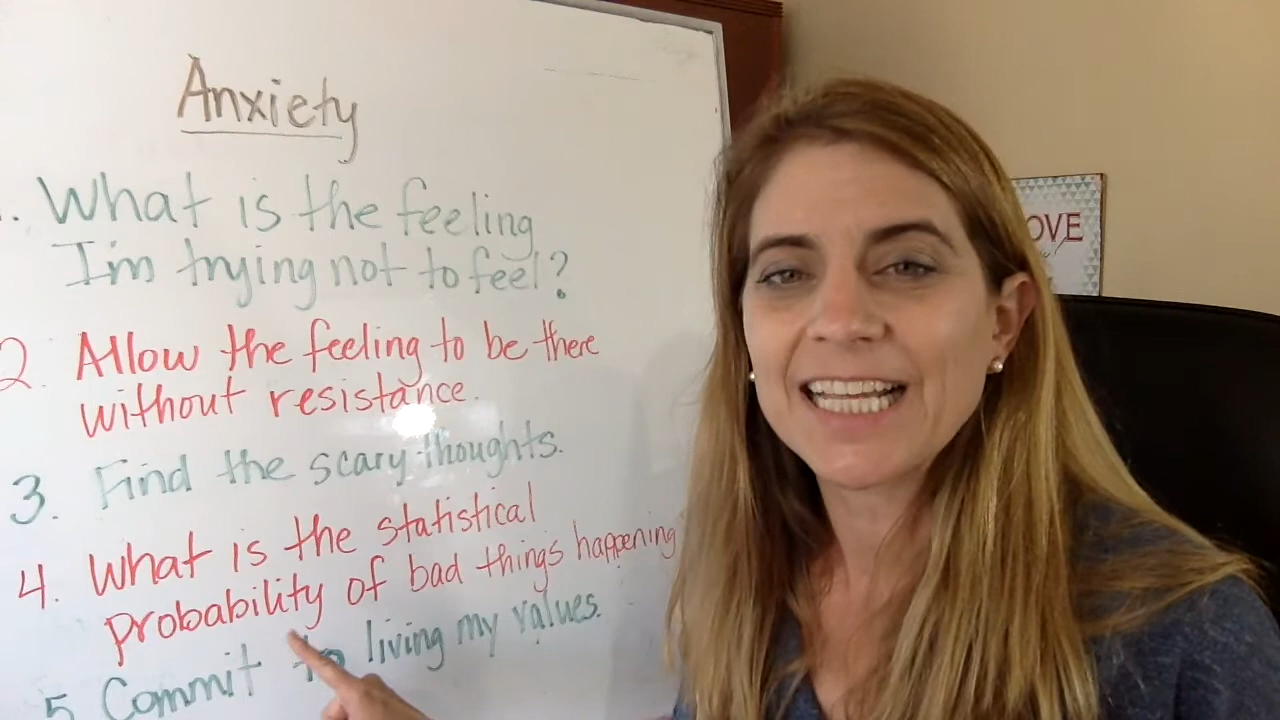 Anxiety
. What is the feeling
I'm trying not to feel?
2. Allow the feeling to be there
without resistance.
3. Find the scary thoughts.
4. What is the statistical
probability of bad things happening
5 Commit to living my values.
OVE